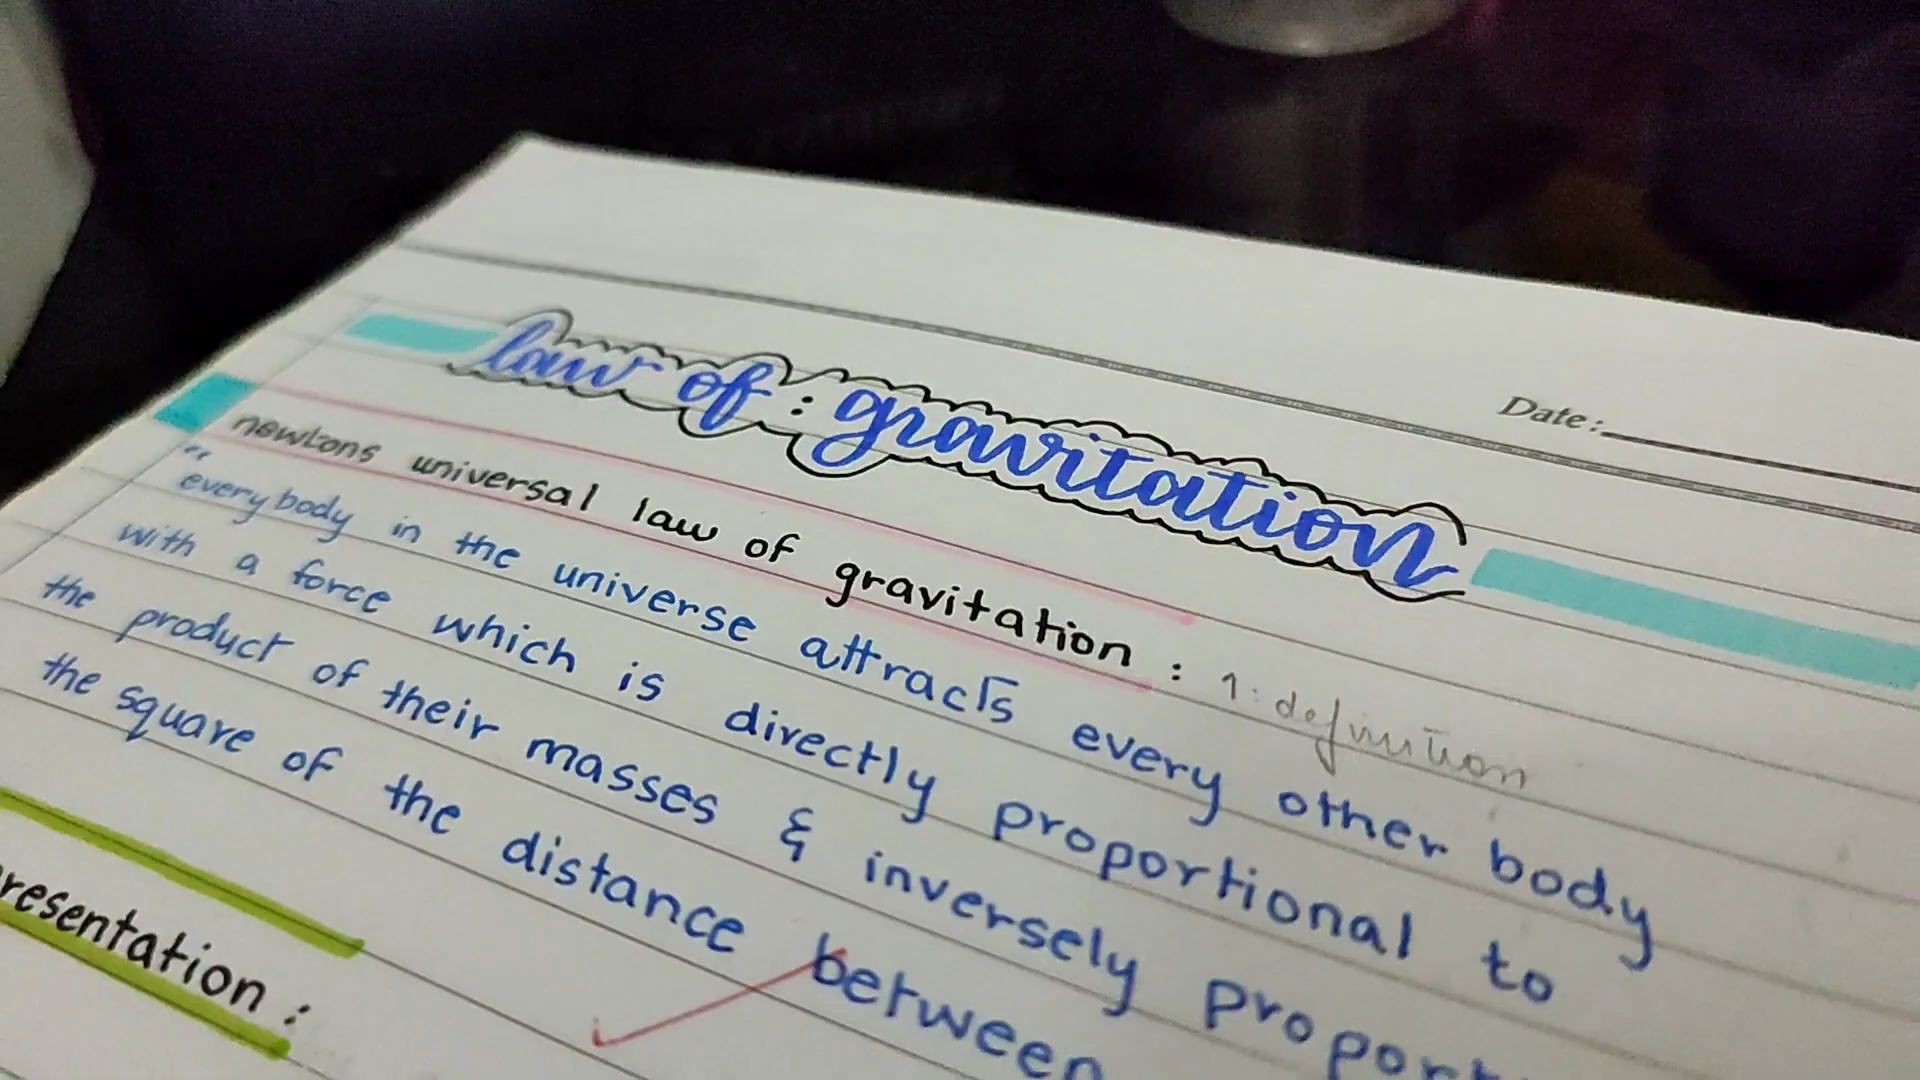 Date:
law of : gravitation
newtons universal law of gravitation : 1: definition
" every body in the universe attracts every other body
with a force which is directly proportional to
the product of their masses & inversely proport
the square of the distance between
resentation :